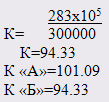 283x10⁵
К= 300000
К=94.33
К «А»=101.09
К «Б»=94.33